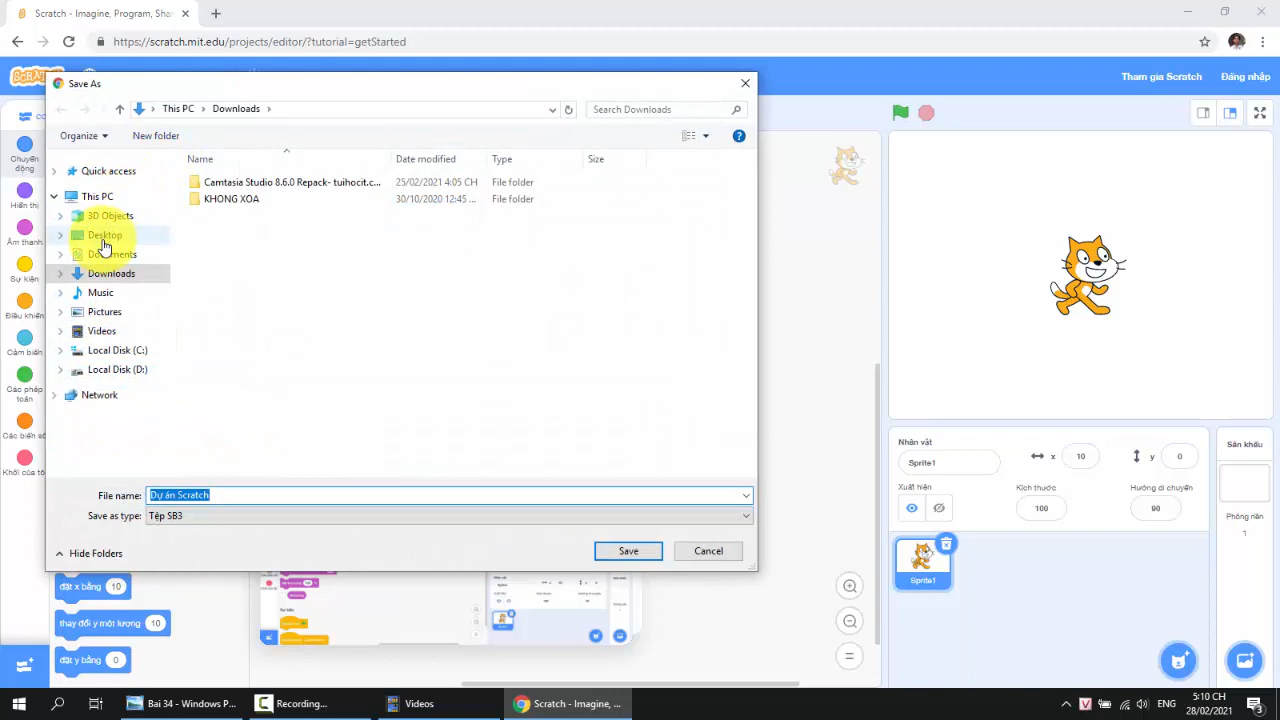 Scratch - Imagine, Program, Shar
https://scratch.mit.edu/projects/editor/?tutorial=getStarted
SCRATCH
Tham gia Scratch
Đăng nhập
Save As
This PC
Downloads
Search Downloads
Organize
New folder
Name
Date modified
Type
Size
Quick access
This PC
3D Objects
Desktop
Documents
Downloads
Music
Pictures
Videos
Local Disk (C:)
Local Disk (D:)
Network
Camtasia Studio 8.6.0 Repack- tuihocit.c...
25/02/2021 4:05 CH
File folder
KHONG XOA
30/10/2020 12:45 ...
File folder
File name:
Dự án Scratch
Save as type:
Tệp SB3
Hide Folders
Save
Cancel
Chuyển động
Hiển thị
Âm thanh
Sự kiện
Điều khiển
Cảm biến
Các phép toán
Các biến số
Khối của tô
đặt x bằng 10
thay đổi y một lượng 10
đặt y bằng 0
Nhân vật
Sprite1
x 10
y 0
Xuất hiện
Kích thước
100
Hướng di chuyển
90
Sprite1
Sân khấu
Phông nền
1
Bai 34 - Windows P...
Recording...
Videos
Scratch - Imagine, ...
ENG
5:10 CH
28/02/2021
3